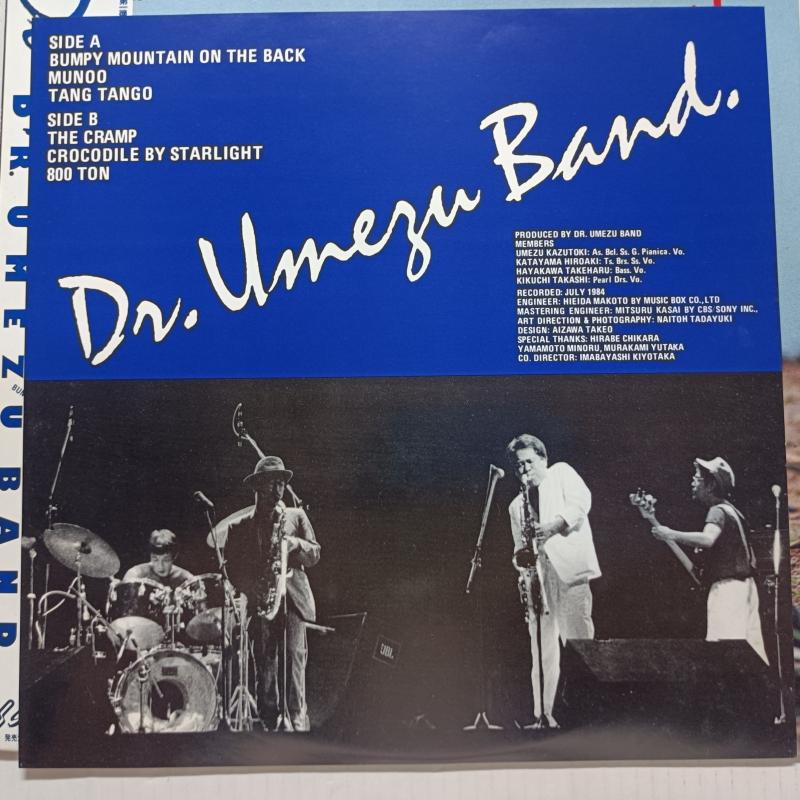 SIDE A
BUMPY MOUNTAIN ON THE BACK
MUNOO
TANG TANGO
SIDE B
THE CRAMP
CROCODILE BY STARLIGHT
800 TON
Dr. Umezu Band.
PRODUCED BY DR. UMEZU BAND
MEMBERS
UMEZU KAZUTOKI: As. Bcl. Ss. G. Pianica. Vo.
KATAYAMA HIROAKI: Ts. Brs. Ss. Vo.
HAYAKAWA TAKEHARU: Bass. Vo.
KIKUCHI TAKASHI: Pearl Drs. Vo.
RECORDED: JULY 1984
ENGINEER: HIEIDA MAKOTO BY MUSIC BOX CO., LTD
MASTERING ENGINEER: MITSURU KASAI BY CBS SONY INC.,
ART DIRECTION & PHOTOGRAPHY: NAITOH TADAYUKI
DESIGN: AIZAWA TAKEO
SPECIAL THANKS: HIRABE CHIKARA
YAMAMOTO MINORU, MURAKAMI YUTAKA
CO. DIRECTOR: IMABAYASHI KIYOTAKA
DR. UMEZU BAND
JBL